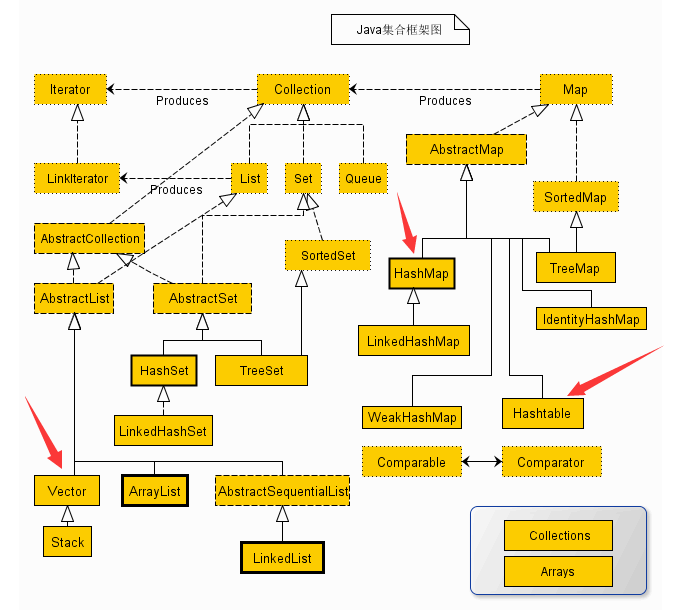 Java集合框架图
Iterator
Collection
Map
Produces
Produces
AbstractMap
LinkIterator
List
Set
Queue
Produces
SortedMap
AbstractCollection
SortedSet
TreeMap
HashMap
AbstractList
AbstractSet
IdentityHashMap
LinkedHashMap
HashSet
TreeSet
WeakHashMap
Hashtable
LinkedHashSet
Comparable
Comparator
Vector
ArrayList
AbstractSequentialList
Collections
Stack
LinkedList
Arrays